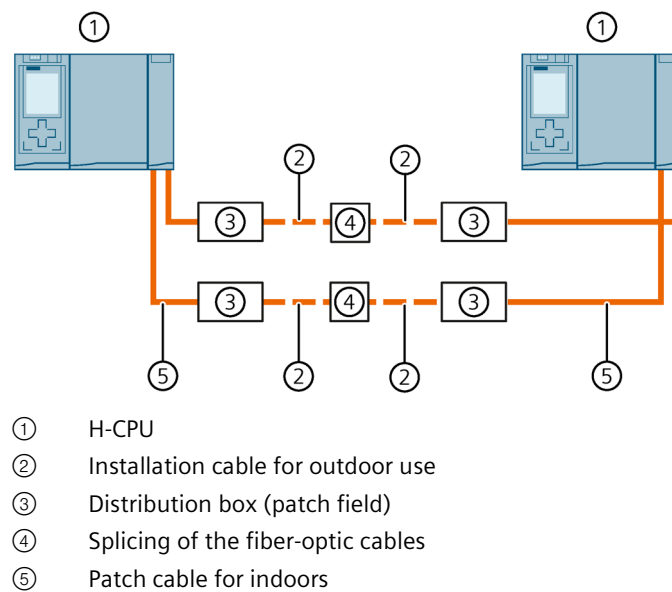 ① ①
② ②
③ ④ ③
③ ④ ③
⑤ ② ② ⑤
① H-CPU
② Installation cable for outdoor use
③ Distribution box (patch field)
④ Splicing of the fiber-optic cables
⑤ Patch cable for indoors